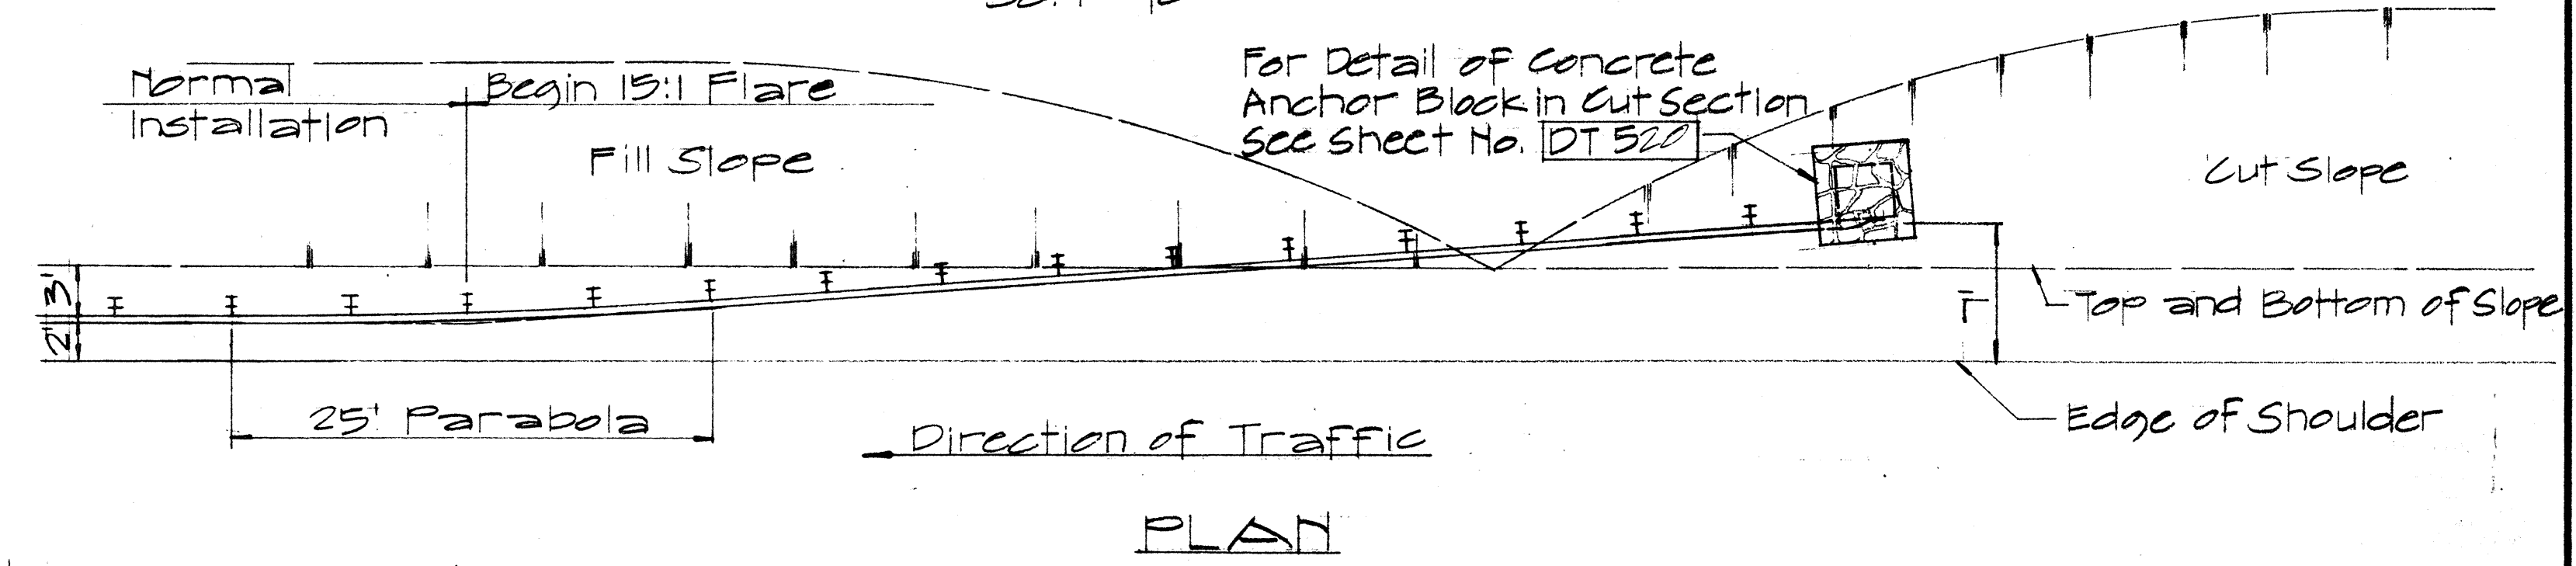 Normal
Installation
Begin 15:1 Flare
Fill Slope
For Detail of Concrete
Anchor Block in Cut Section
See Sheet No. DT 520
Cut Slope
3'
2'
Top and Bottom of Slope
25' Parabola
Direction of Traffic
Edge of Shoulder
PLAN